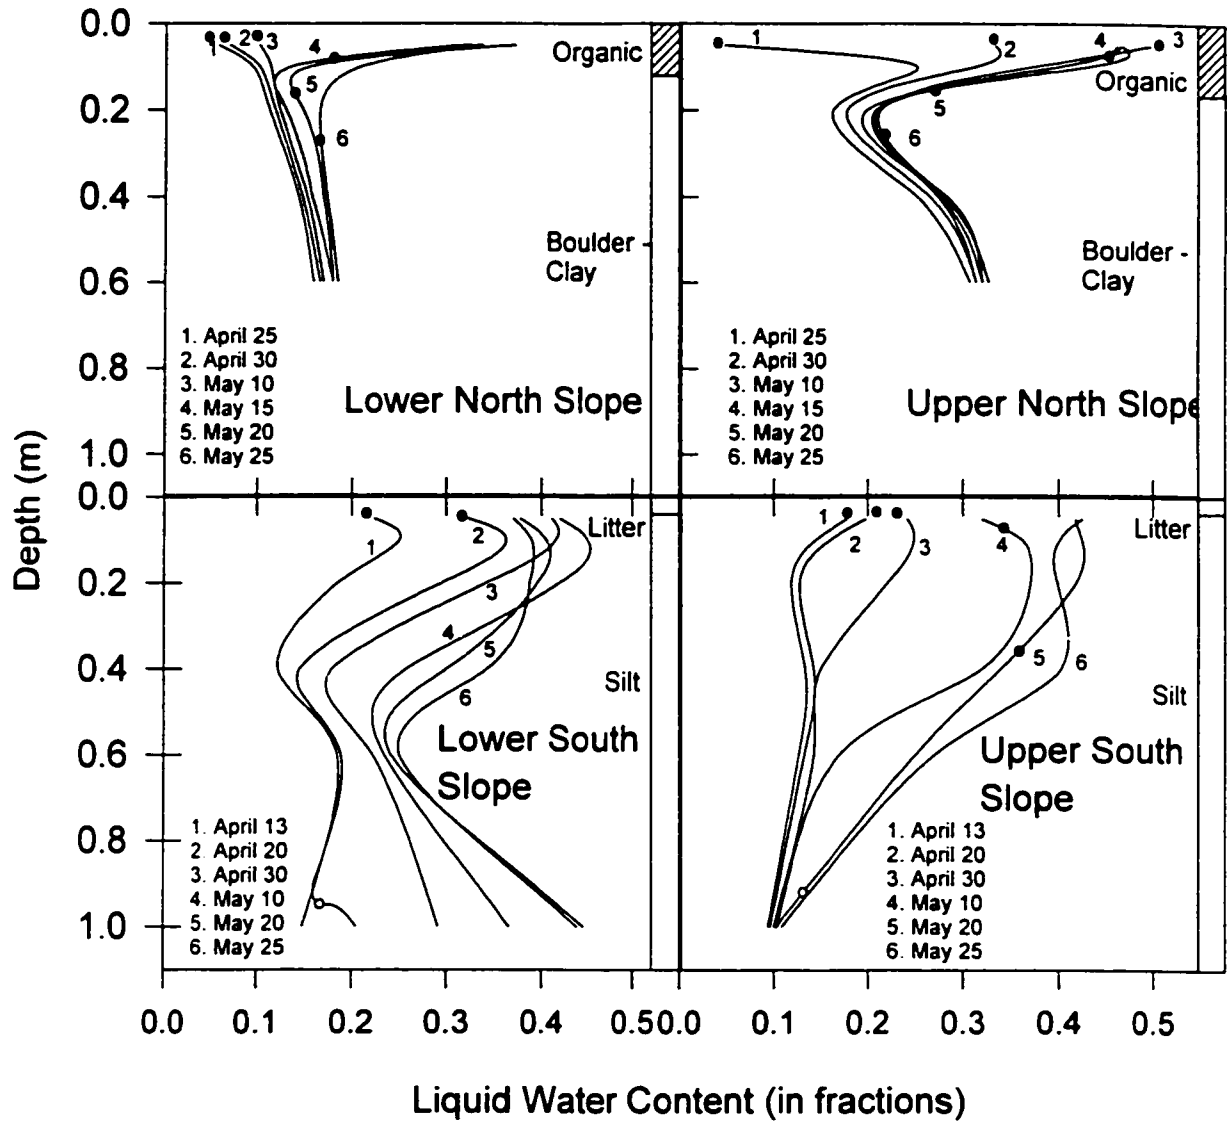 0.0
0.2
0.4
0.6
0.8
1.0
1
2
3
4
5
6
Organic
Boulder -
Clay
1. April 25
2. April 30
3. May 10
4. May 15
5. May 20
6. May 25
Lower North Slope
1
2
3
4
5
6
Organic
Boulder -
Clay
1. April 25
2. April 30
3. May 10
4. May 15
5. May 20
6. May 25
Upper North Slope
Depth (m)
0.0
0.2
0.4
0.6
0.8
1.0
1
2
3
4
5
6
Litter
Silt
Lower South
Slope
1. April 13
2. April 20
3. April 30
4. May 10
5. May 20
6. May 25
1
2
3
4
5
6
Litter
Silt
Upper South
Slope
1. April 13
2. April 20
3. April 30
4. May 10
5. May 20
6. May 25
0.0 0.1 0.2 0.3 0.4 0.5 0.0 0.1 0.2 0.3 0.4 0.5
Liquid Water Content (in fractions)